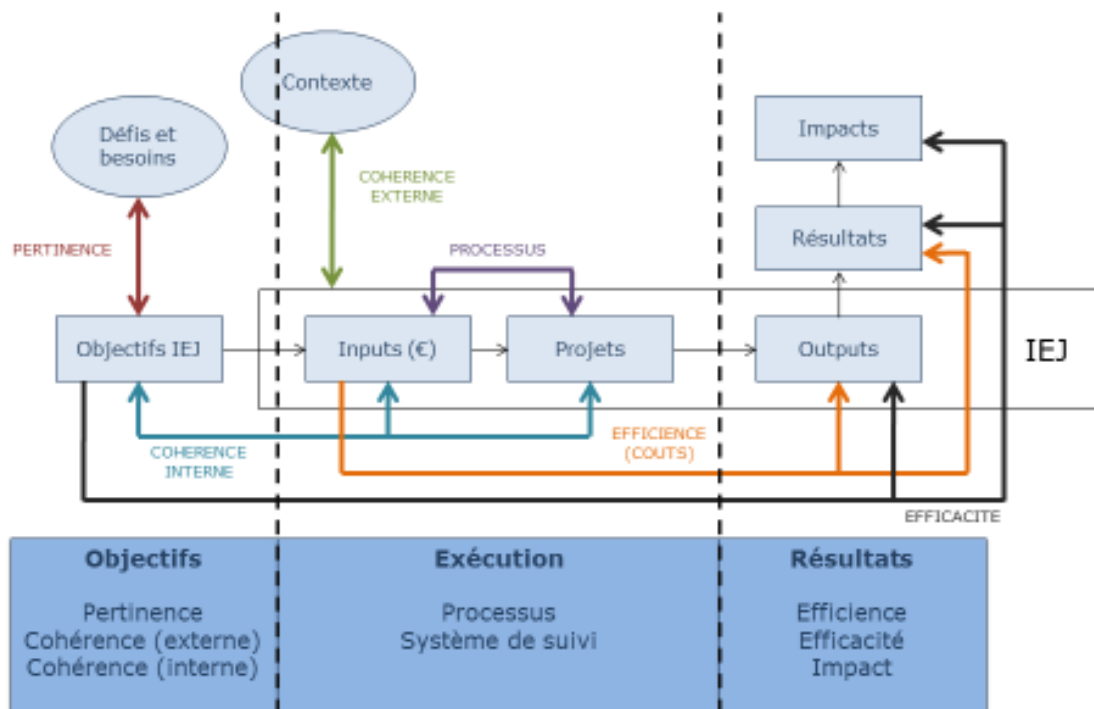 Contexte
Défis et
besoins
Impacts
COHERENCE
EXTERNE
PERTINENCE
PROCESSUS
Résultats
Objectifs IEJ
Inputs (€)
Projets
Outputs
IEJ
COHERENCE
INTERNE
EFFICIENCE
(COUTS)
EFFICACITE
Objectifs
Pertinence
Cohérence (externe)
Cohérence (interne)
Exécution
Processus
Système de suivi
Résultats
Efficience
Efficacité
Impact